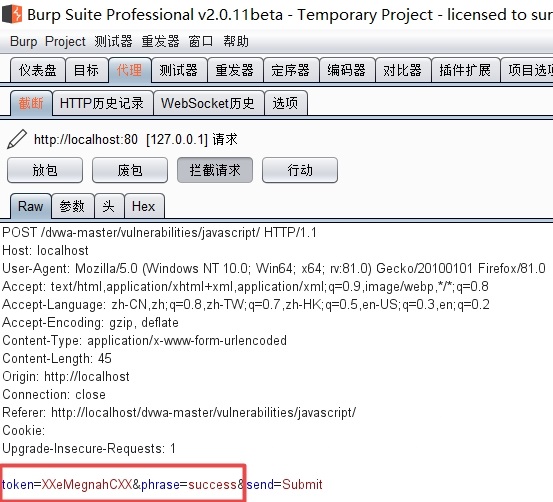 Burp Suite Professional v2.0.11beta - Temporary Project - licensed to sur
Burp Project 测试器 重发器 窗口 帮助
仪表盘 目标 代理 测试器 重发器 定序器 编码器 对比器 插件扩展 项目选
截断 HTTP历史记录 WebSocket历史 选项
http://localhost:80 [127.0.0.1] 请求
放包 废包 拦截请求 行动
Raw 参数 头 Hex
POST /dvwa-master/vulnerabilities/javascript/ HTTP/1.1
Host: localhost
User-Agent: Mozilla/5.0 (Windows NT 10.0; Win64; x64; rv:81.0) Gecko/20100101 Firefox/81.0
Accept: text/html,application/xhtml+xml,application/xml;q=0.9,image/webp,*/*;q=0.8
Accept-Language: zh-CN,zh;q=0.8,zh-TW;q=0.7,zh-HK;q=0.5,en-US;q=0.3,en;q=0.2
Accept-Encoding: gzip, deflate
Content-Type: application/x-www-form-urlencoded
Content-Length: 45
Origin: http://localhost
Connection: close
Referer: http://localhost/dvwa-master/vulnerabilities/javascript/
Cookie:
Upgrade-Insecure-Requests: 1
token=XXeMegnahCXX&phrase=success&send=Submit